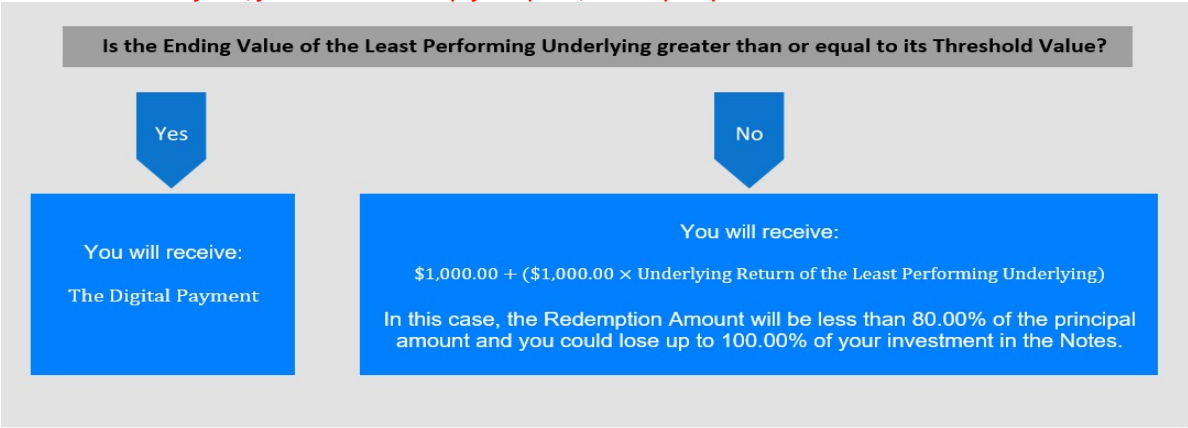 Is the Ending Value of the Least Performing Underlying greater than or equal to its Threshold Value?
Yes
No
You will receive:
The Digital Payment
You will receive:
$1,000.00 + ($1,000.00 × Underlying Return of the Least Performing Underlying)
In this case, the Redemption Amount will be less than 80.00% of the principal
amount and you could lose up to 100.00% of your investment in the Notes.